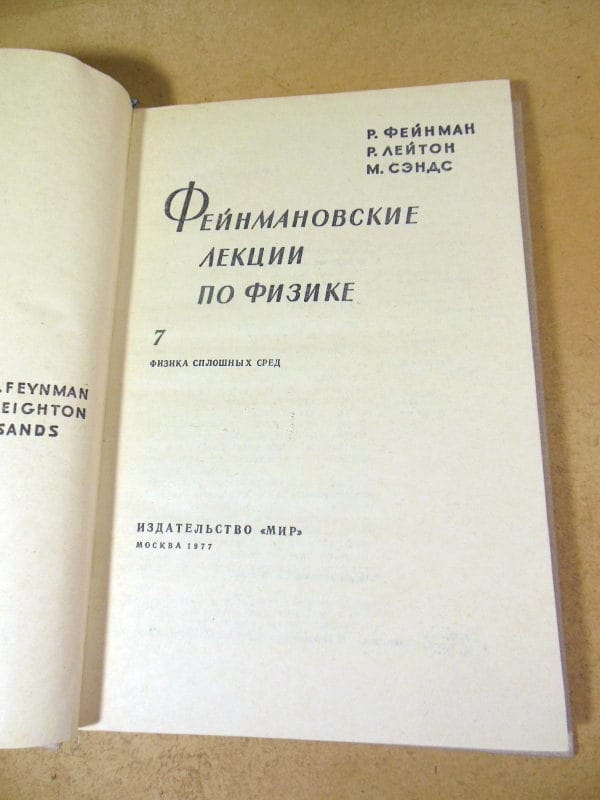 . FEYNMAN
EIGHTON
SANDS
Р. ФЕЙНМАН
Р. ЛЕЙТОН
М. СЭНДС
ФЕЙНМАНОВСКИЕ
ЛЕКЦИИ
ПО ФИЗИКЕ
7
ФИЗИКА СПЛОШНЫХ СРЕД
ИЗДАТЕЛЬСТВО «МИР»
МОСКВА 1977